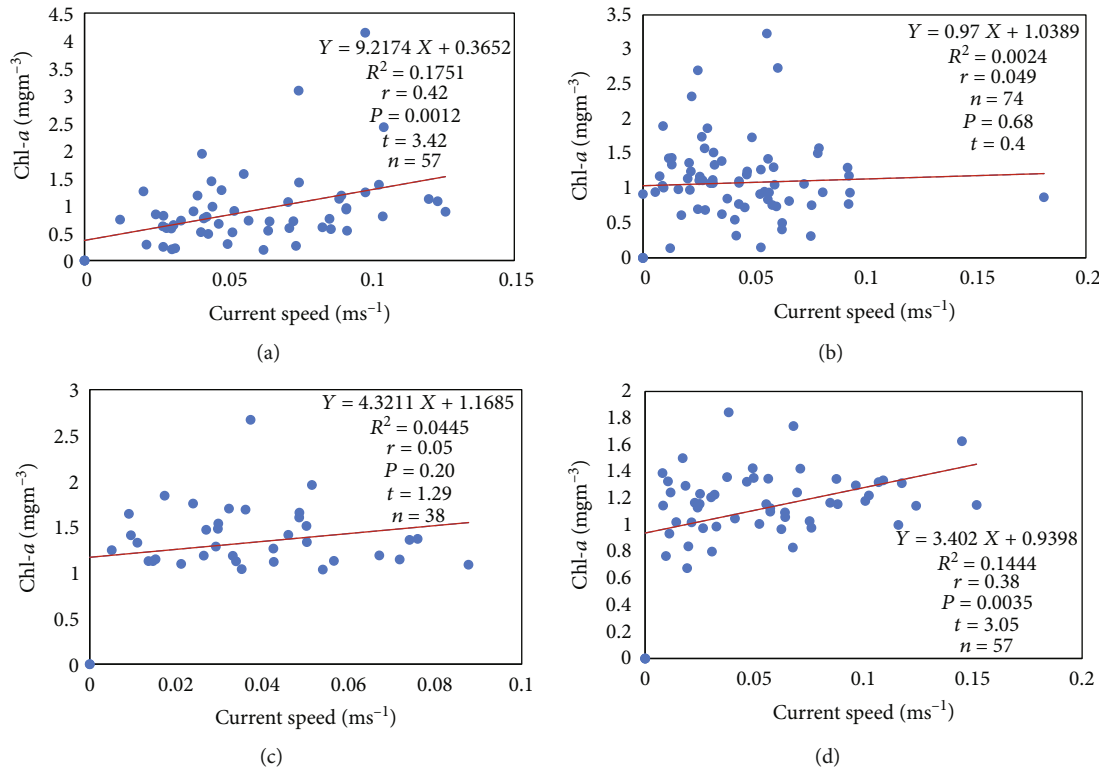 4.5
4
3.5
3
2.5
2
1.5
1
0.5
0
Chl-a (mgm⁻³)
Y = 9.2174 X + 0.3652
R² = 0.1751
r = 0.42
P = 0.0012
t = 3.42
n = 57
0 0.05 0.1 0.15
Current speed (ms⁻¹)
(a)
3.5
3
2.5
2
1.5
1
0.5
0
Chl-a (mgm⁻³)
Y = 0.97 X + 1.0389
R² = 0.0024
r = 0.049
n = 74
P = 0.68
t = 0.4
0 0.05 0.1 0.15 0.2
Current speed (ms⁻¹)
(b)
3
2.5
2
1.5
1
0.5
0
Chl-a (mgm⁻³)
Y = 4.3211 X + 1.1685
R² = 0.0445
r = 0.05
P = 0.20
t = 1.29
n = 38
0 0.02 0.04 0.06 0.08 0.1
Current speed (ms⁻¹)
(c)
2
1.8
1.6
1.4
1.2
1
0.8
0.6
0.4
0.2
0
Chl-a (mgm⁻³)
Y = 3.402 X + 0.9398
R² = 0.1444
r = 0.38
P = 0.0035
t = 3.05
n = 57
0 0.05 0.1 0.15 0.2
Current speed (ms⁻¹)
(d)